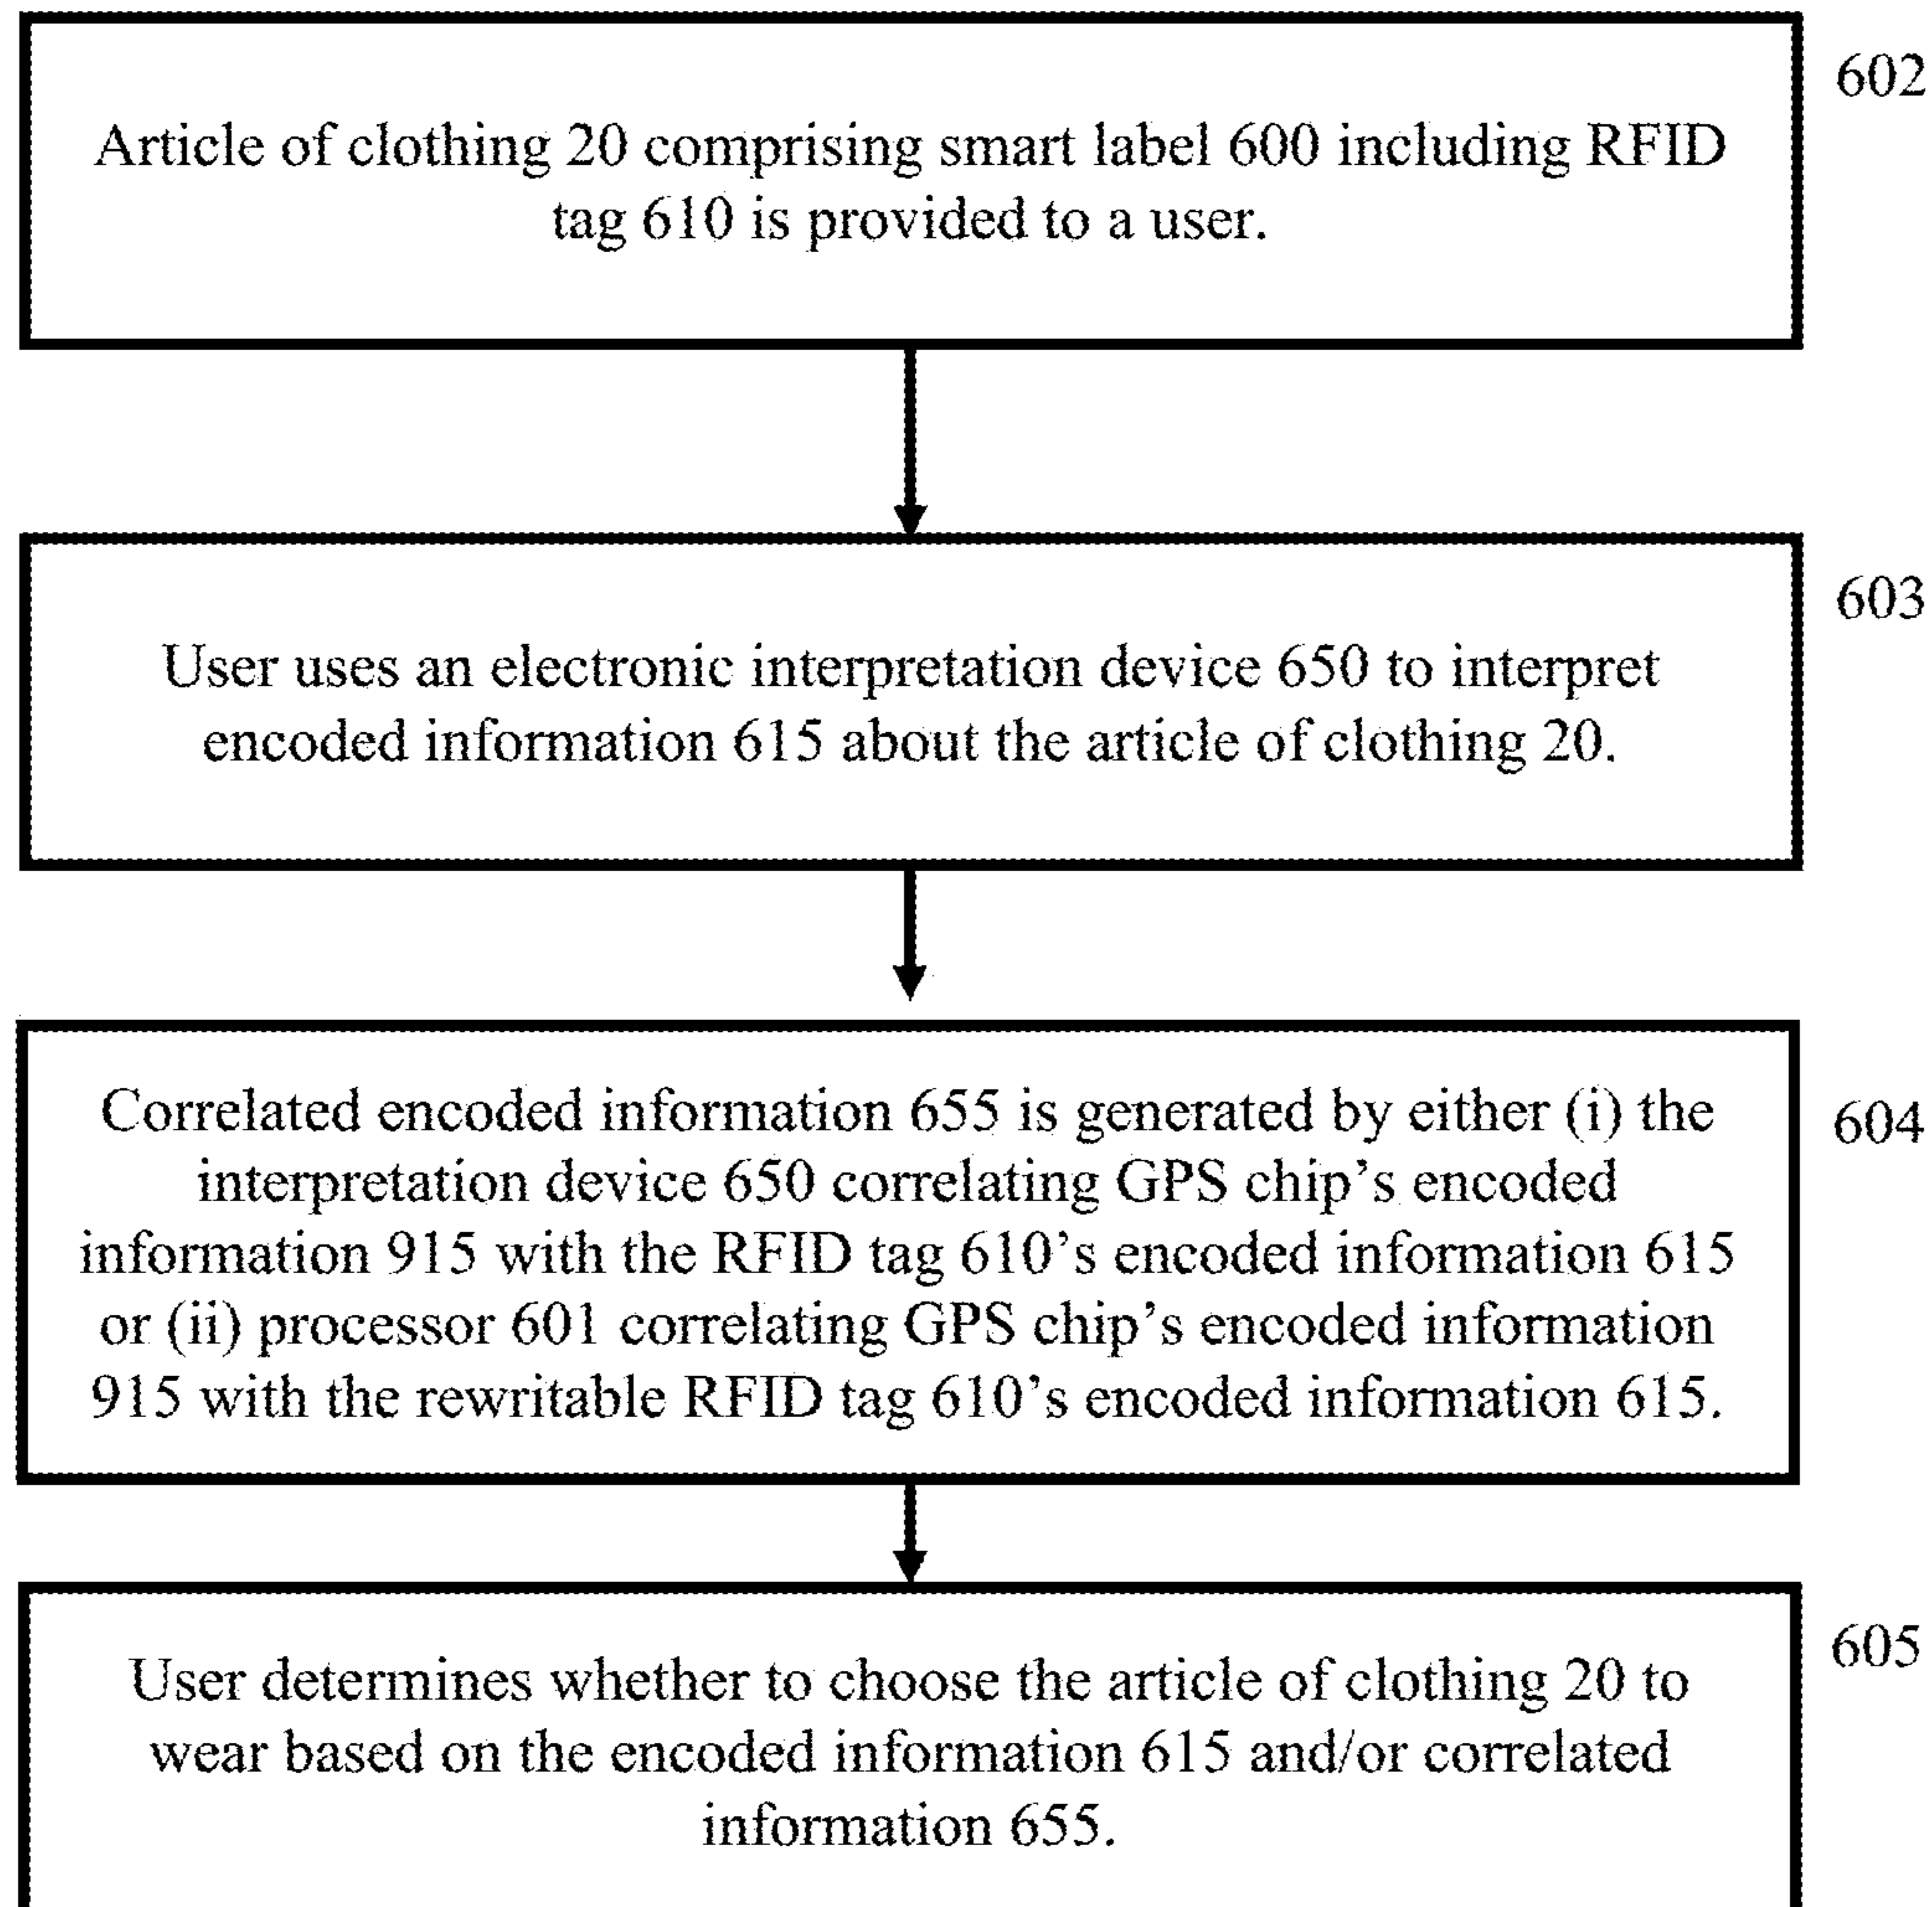 602
Article of clothing 20 comprising smart label 600 including RFID
tag 610 is provided to a user.
603
User uses an electronic interpretation device 650 to interpret
encoded information 615 about the article of clothing 20.
Correlated encoded information 655 is generated by either (i) the
604
interpretation device 650 correlating GPS chip’s encoded
information 915 with the RFID tag 610’s encoded information 615
or (ii) processor 601 correlating GPS chip’s encoded information
915 with the rewritable RFID tag 610’s encoded information 615.
605
User determines whether to choose the article of clothing 20 to
wear based on the encoded information 615 and/or correlated
information 655.